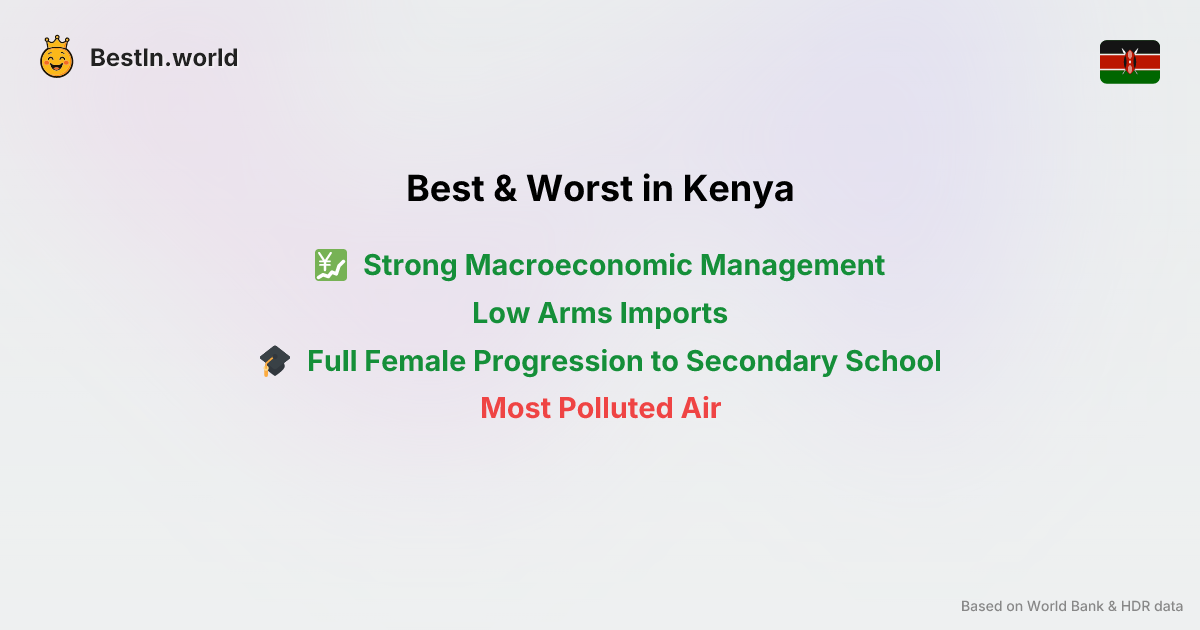 BestIn.world
Best & Worst in Kenya
💹 Strong Macroeconomic Management
Low Arms Imports
🎓 Full Female Progression to Secondary School
Most Polluted Air
Based on World Bank & HDR data